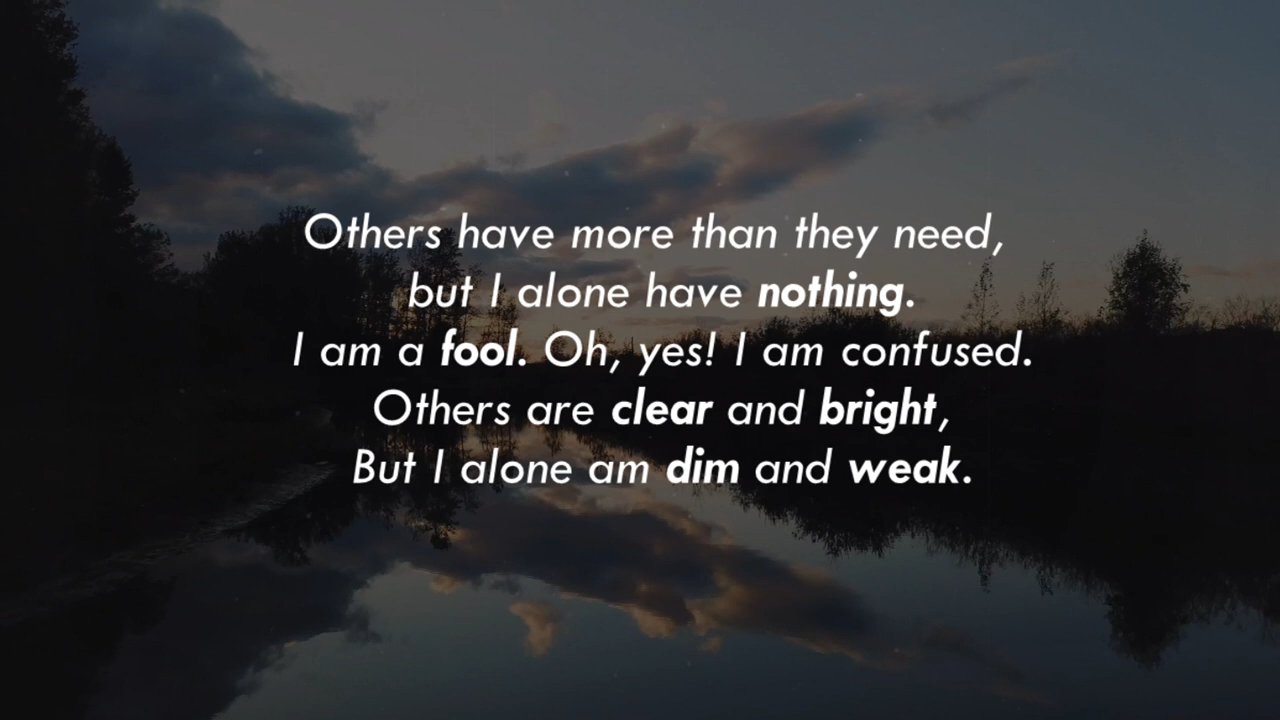 Others have more than they need,
but I alone have nothing.
I am a fool. Oh, yes! I am confused.
Others are clear and bright,
But I alone am dim and weak.